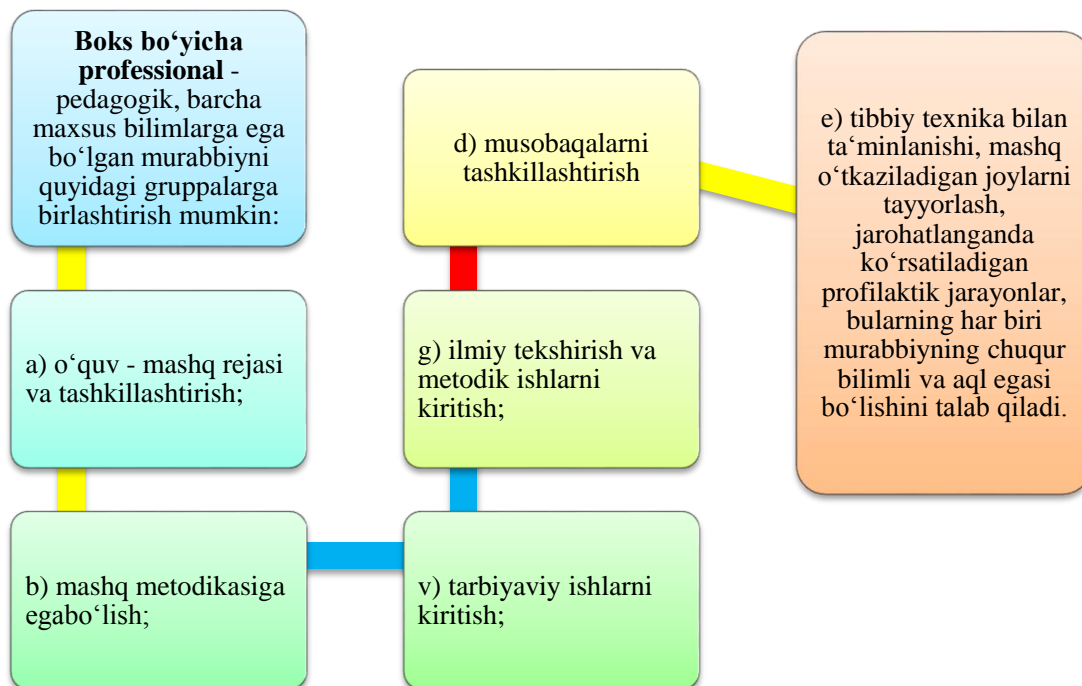 Boks bo‘yicha
professional -
pedagogik, barcha
maxsus bilimlarga ega
bo‘lgan murabbiyni
quyidagi gruppalarga
birlashtirish mumkin:
a) o‘quv - mashq rejasi
va tashkillashtirish;
b) mashq metodikasiga
egabo‘lish;
v) tarbiyaviy ishlarni
kiritish;
g) ilmiy tekshirish va
metodik ishlarni
kiritish;
d) musobaqalarni
tashkillashtirish
e) tibbiy texnika bilan
ta‘minlanishi, mashq
o‘tkaziladigan joylarni
tayyorlash,
jarohatlanganda
ko‘rsatiladigan
profilaktik jarayonlar,
bularning har biri
murabbiyning chuqur
bilimli va aql egasi
bo‘lishini talab qiladi.